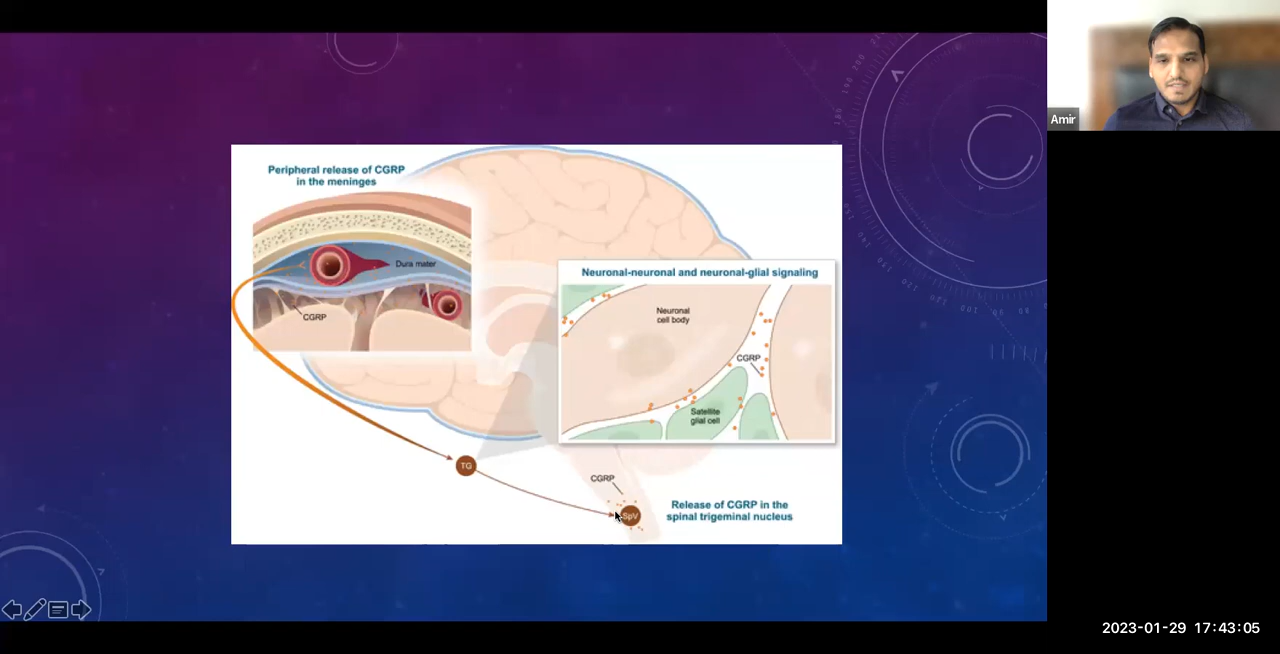 Amir
Peripheral release of CGRP
in the meninges
Dura mater
CGRP
Neuronal-neuronal and neuronal-glial signaling
Neuronal
cell body
CGRP
Satellite
glial cell
TG
CGRP
SpV
Release of CGRP in the
spinal trigeminal nucleus
2023-01-29 17:43:05